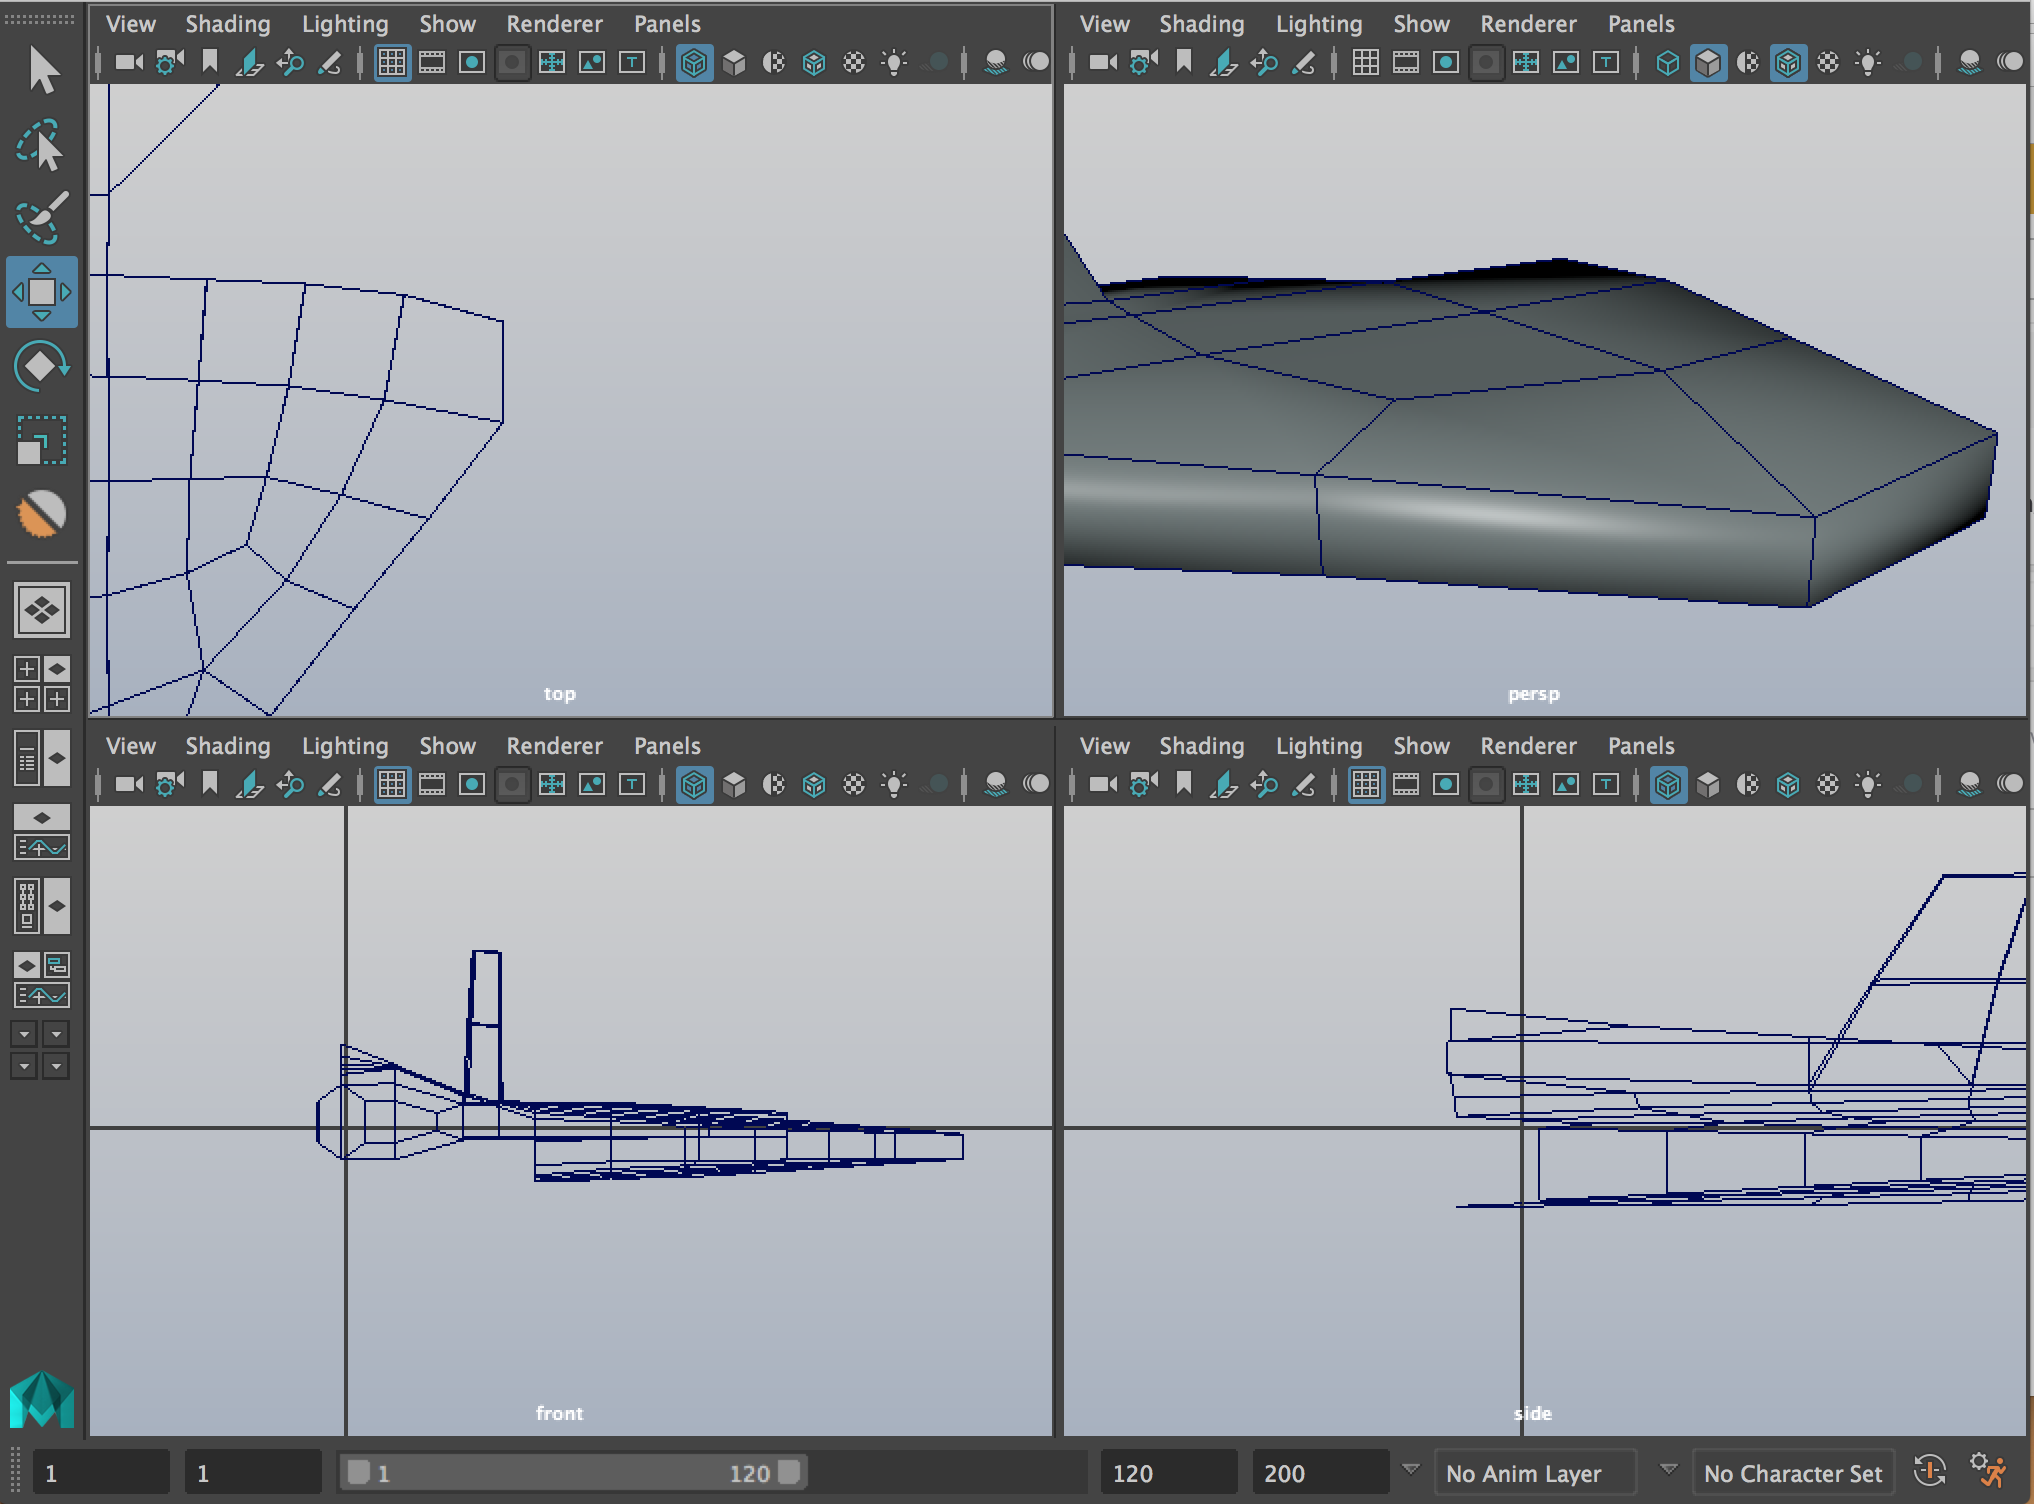 View Shading Lighting Show Renderer Panels
View Shading Lighting Show Renderer Panels
top
persp
View Shading Lighting Show Renderer Panels
View Shading Lighting Show Renderer Panels
front
side
1 1 1 120 120 200 No Anim Layer No Character Set